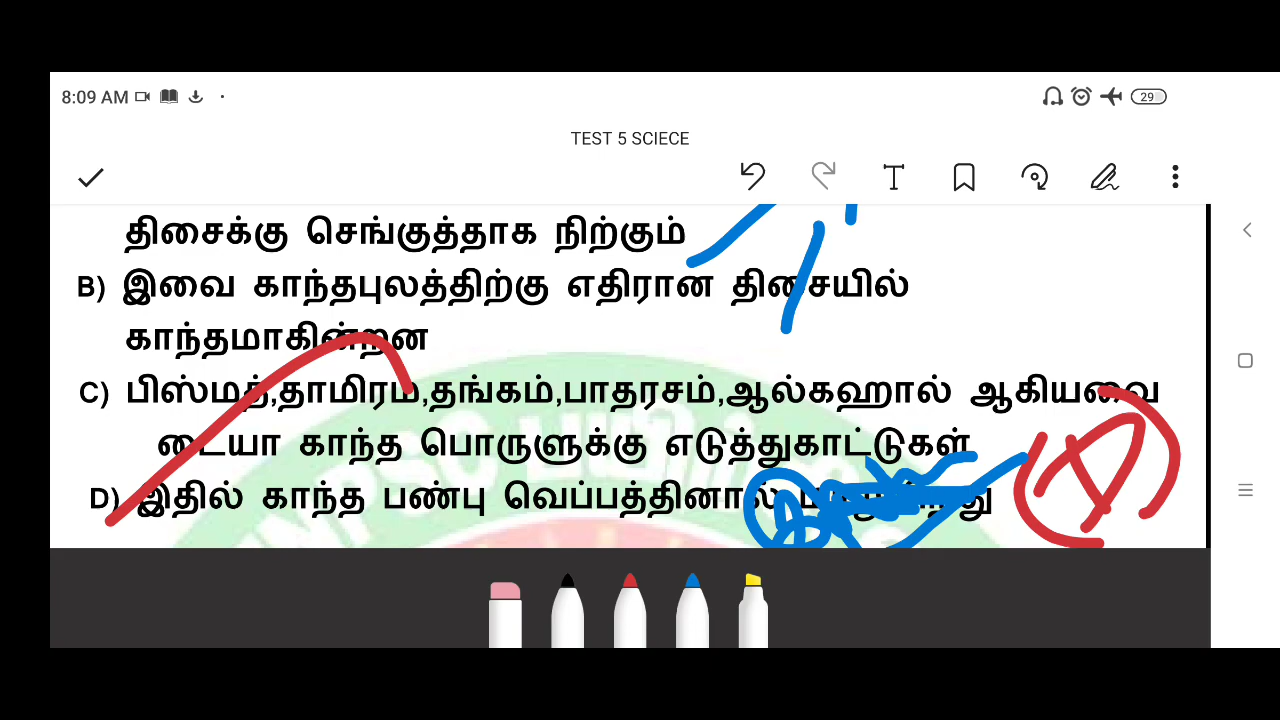 8:09 AM
29
TEST 5 SCIECE
திசைக்கு செங்குத்தாக நிற்கும்
B) இவை காந்தபுலத்திற்கு எதிரான திசையில்
காந்தமாகின்றன
C) பிஸ்மத்,தாமிரம்,தங்கம்,பாதரசம்,ஆல்கஹால் ஆகியவை
டையா காந்த பொருளுக்கு எடுத்துகாட்டுகள்
D) இதில் காந்த பண்பு வெப்பத்தினால்